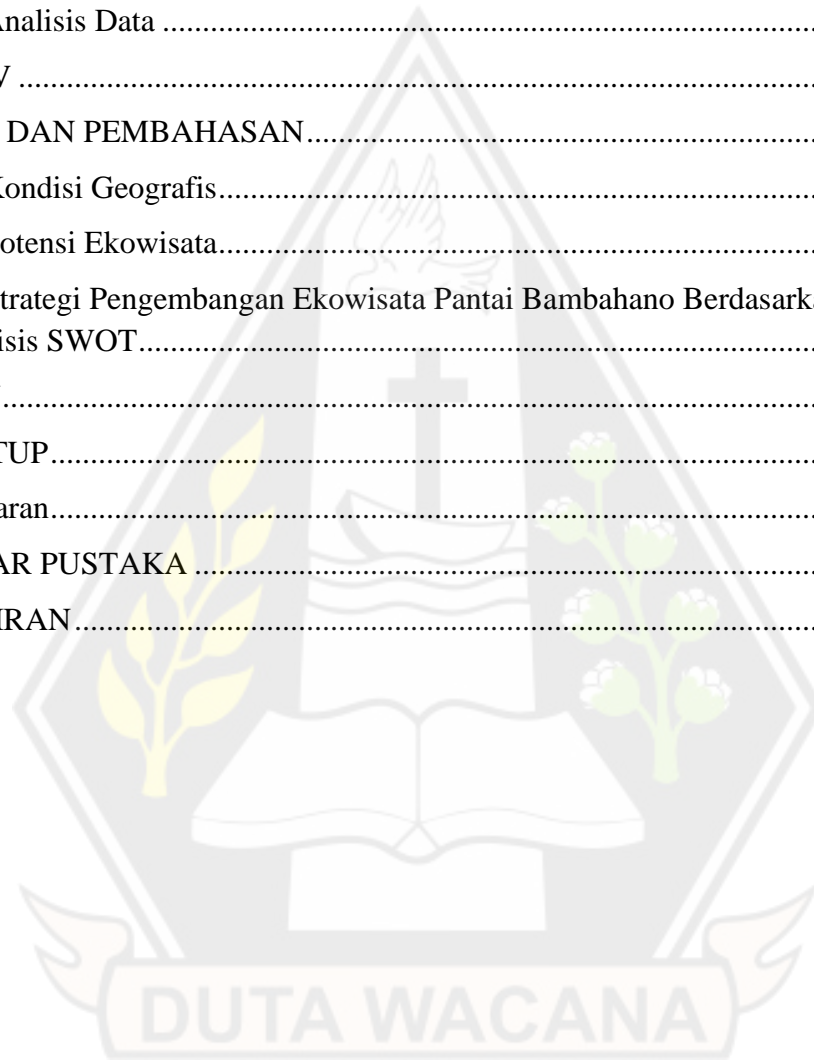 Analisis Data ................................................................................
V ................................................................................
DAN PEMBAHASAN................................................................................
Kondisi Geografis................................................................................
otensi Ekowisata................................................................................
trategi Pengembangan Ekowisata Pantai Bambahano Berdasarka
isis SWOT................................................................................
................................................................................
TUP................................................................................
aran................................................................................
AR PUSTAKA ................................................................................
IRAN................................................................................
DUTA WACANA